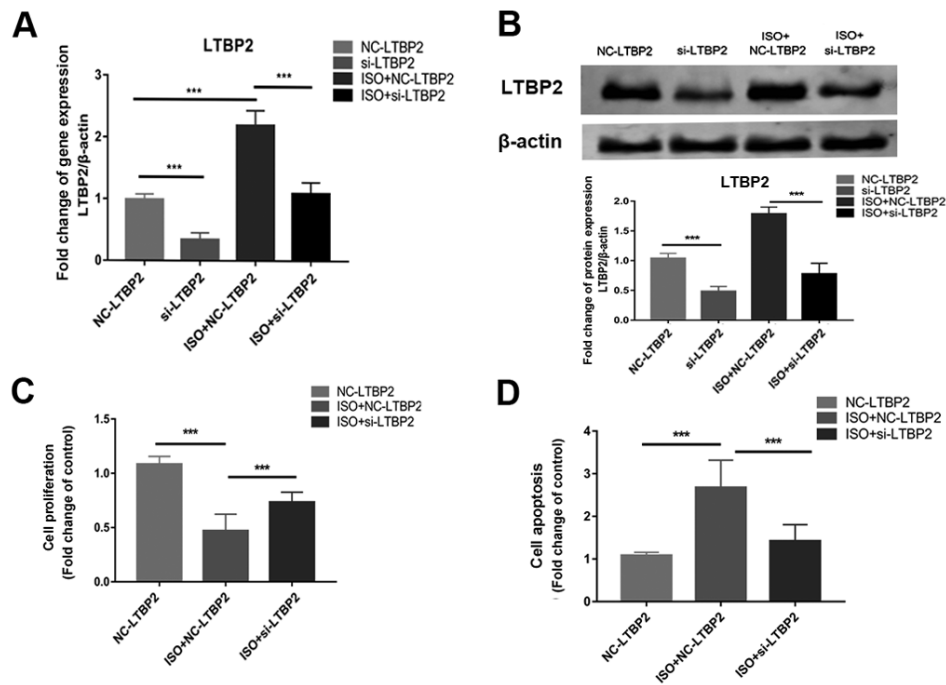 A
LTBP2
NC-LTBP2
si-LTBP2
ISO+NC-LTBP2
ISO+si-LTBP2
Fold change of gene expression
LTBP2/β-actin
3
2
1
0
***
***
***
NC-LTBP2
si-LTBP2
ISO+NC-LTBP2
ISO+si-LTBP2
B
NC-LTBP2
si-LTBP2
ISO+
NC-LTBP2
ISO+
si-LTBP2
LTBP2
β-actin
LTBP2
NC-LTBP2
si-LTBP2
ISO+NC-LTBP2
ISO+si-LTBP2
Fold change of protein expression
LTBP2/β-actin
2.0
1.5
1.0
0.5
0.0
***
***
NC-LTBP2
si-LTBP2
ISO+NC-LTBP2
ISO+si-LTBP2
C
NC-LTBP2
ISO+NC-LTBP2
ISO+si-LTBP2
Cell proliferation
(Fold change of control)
1.5
1.0
0.5
0.0
***
***
NC-LTBP2
ISO+NC-LTBP2
ISO+si-LTBP2
D
NC-LTBP2
ISO+NC-LTBP2
ISO+si-LTBP2
Cell apoptosis
(Fold change of control)
4
3
2
1
0
***
***
NC-LTBP2
ISO+NC-LTBP2
ISO+si-LTBP2